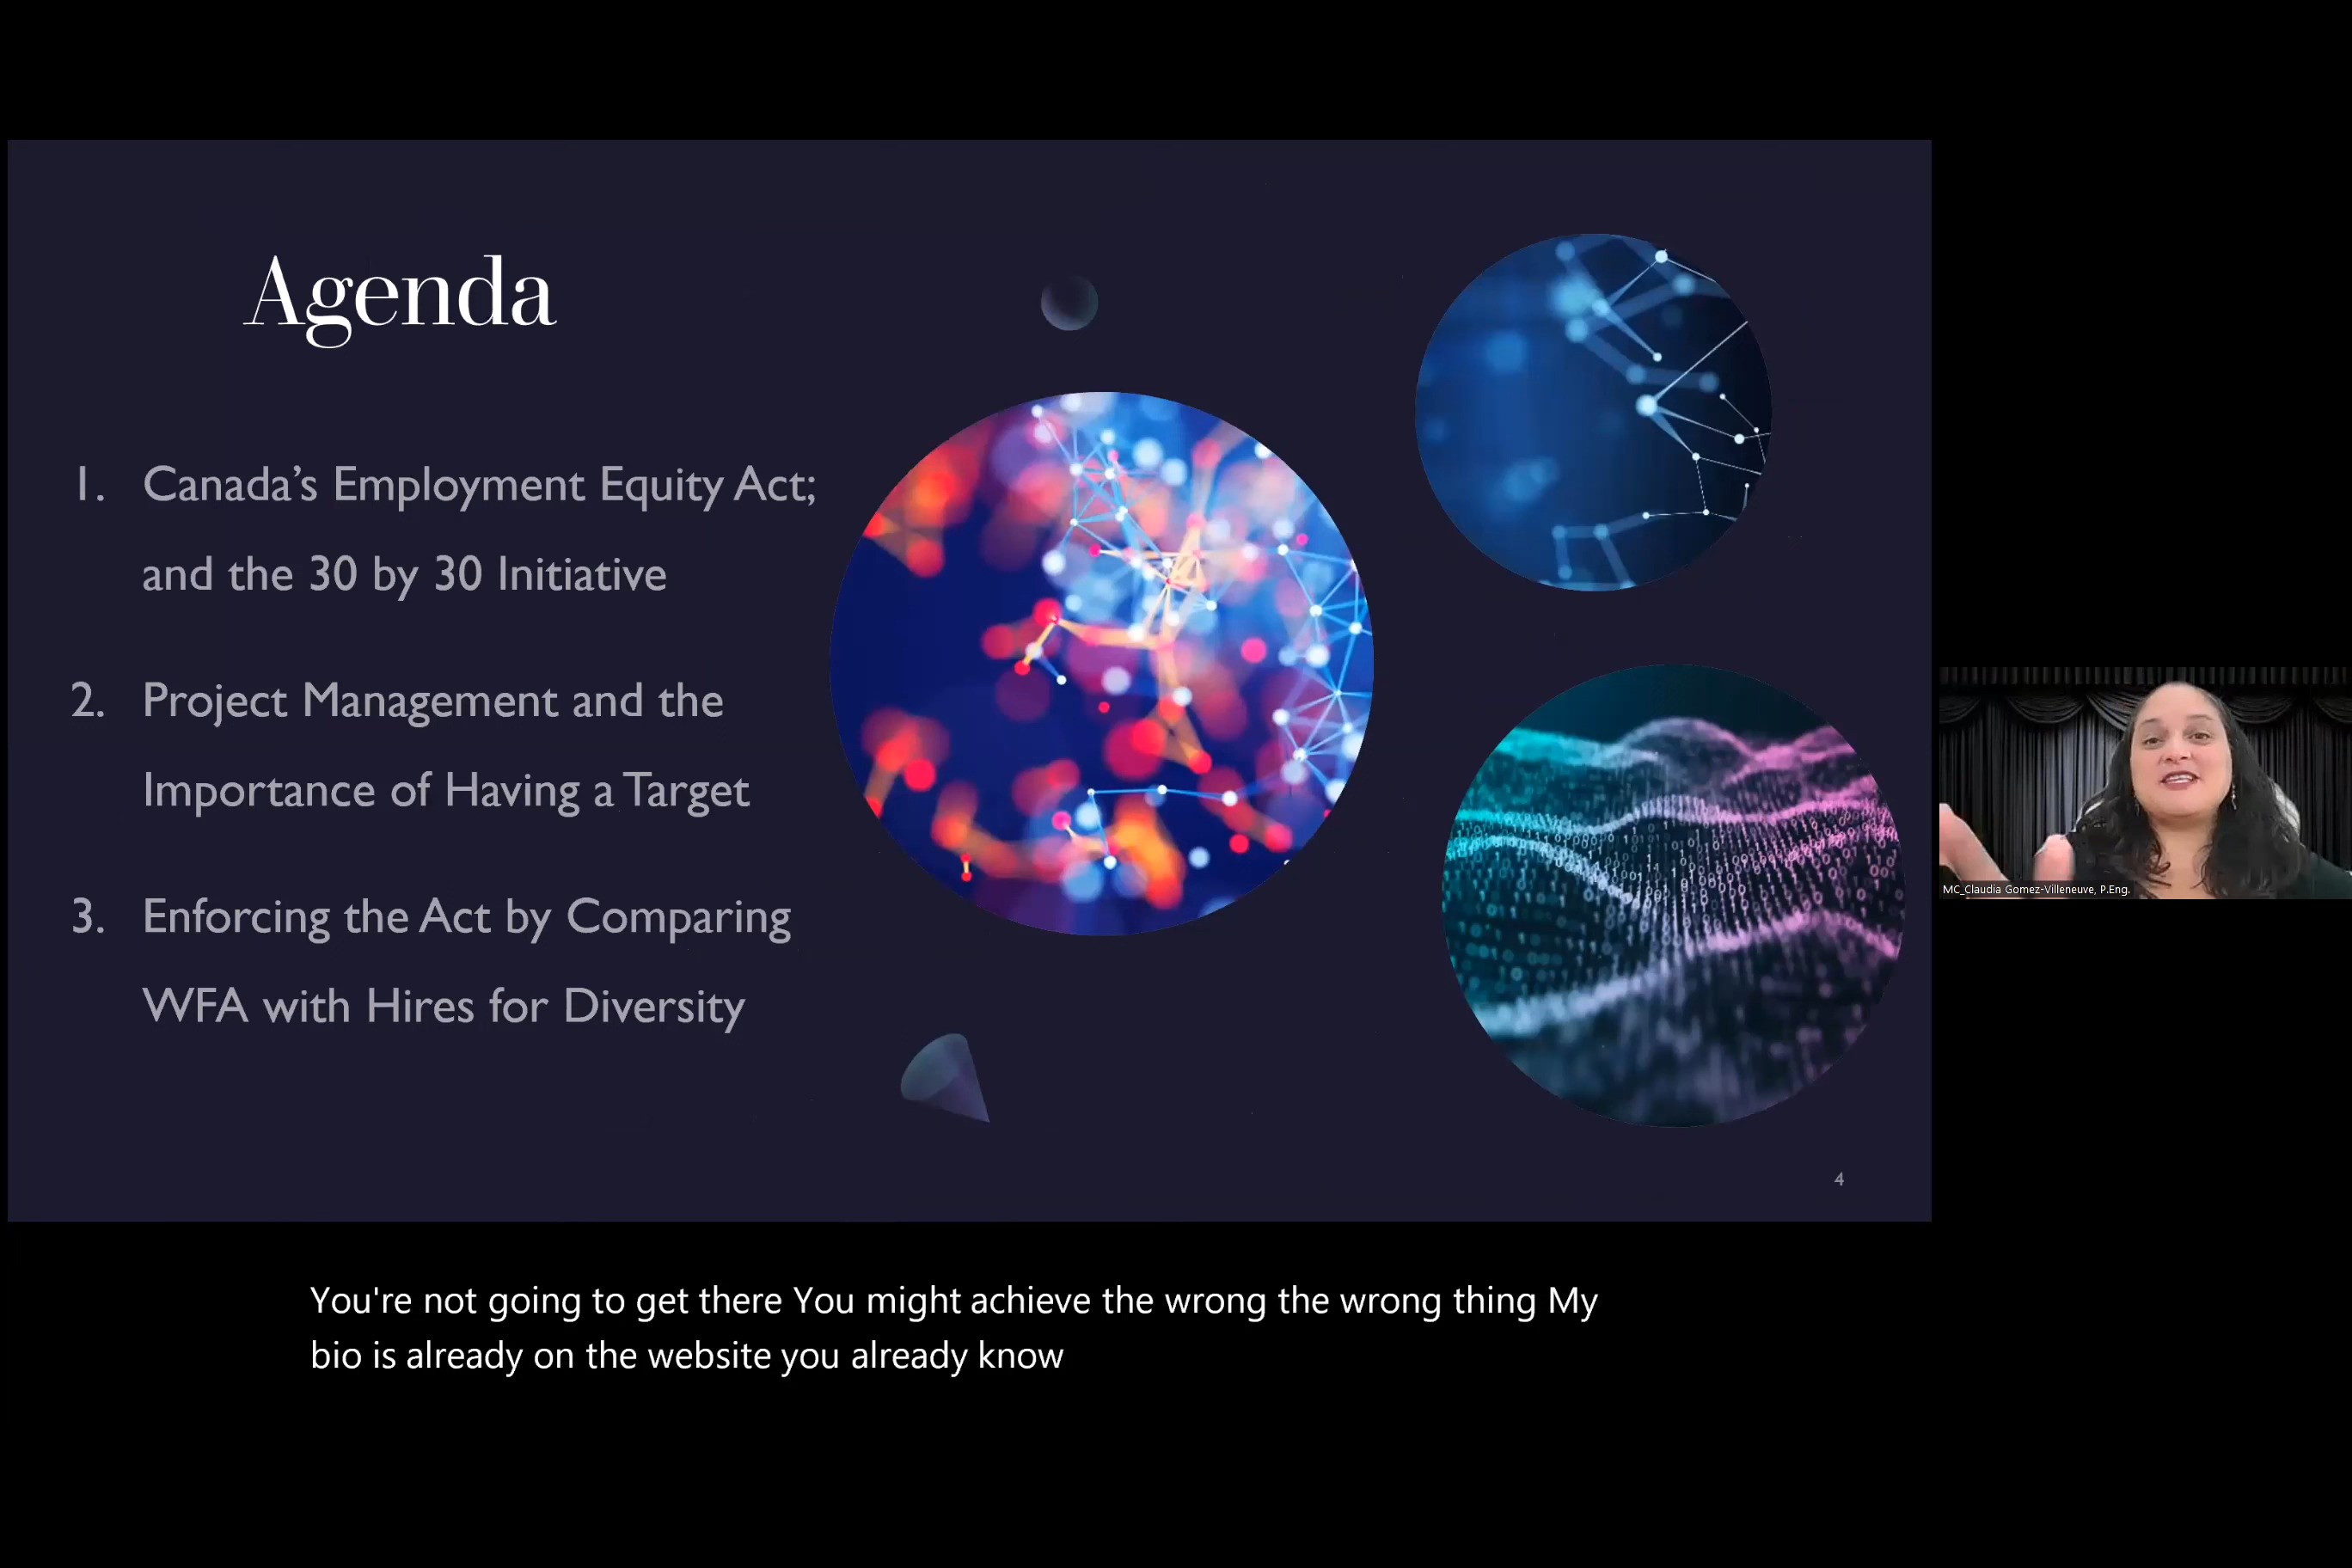 Agenda
1. Canada’s Employment Equity Act;
and the 30 by 30 Initiative
2. Project Management and the
Importance of Having a Target
3. Enforcing the Act by Comparing
WFA with Hires for Diversity
4
MC_Claudia Gomez-Villeneuve, P.Eng.
You're not going to get there You might achieve the wrong the wrong thing My
bio is already on the website you already know